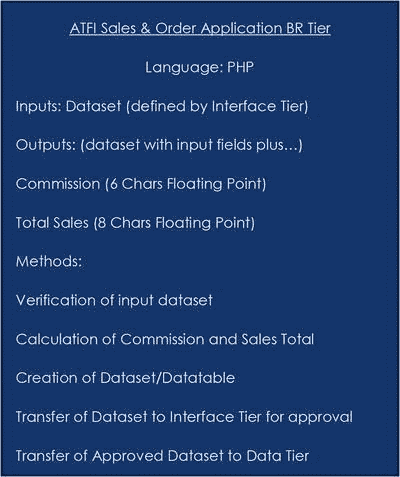 ATFI Sales & Order Application BR Tier
Language: PHP
Inputs: Dataset (defined by Interface Tier)
Outputs: (dataset with input fields plus…)
Commission (6 Chars Floating Point)
Total Sales (8 Chars Floating Point)
Methods:
Verification of input dataset
Calculation of Commission and Sales Total
Creation of Dataset/Datatable
Transfer of Dataset to Interface Tier for approval
Transfer of Approved Dataset to Data Tier